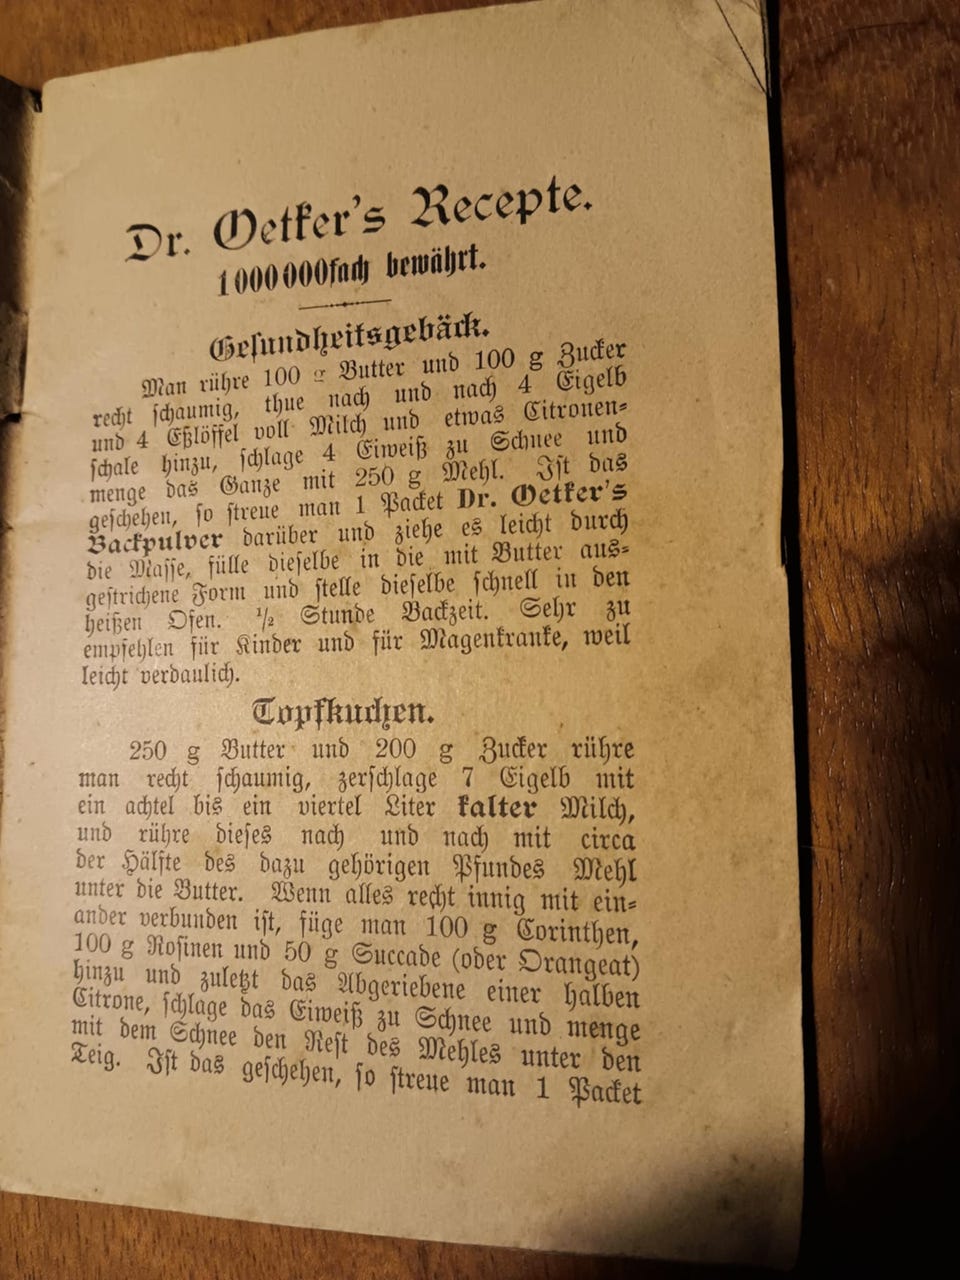 Dr. Oetker's Recepte.
1000000fach bewährt.
Gesundheitsgebäck.
Man rühre 100 g Butter und 100 g Zucker
recht schaumig, thue nach und nach 4 Eigelb
und 4 Eßlöffel voll Milch und etwas Citronen-
schale hinzu, schlage 4 Eiweiß zu Schnee und
menge das Ganze mit 250 g Mehl. Ist das
geschehen, so streue man 1 Packet Dr. Oetker's
Backpulver darüber und ziehe es leicht durch
die Masse, fülle dieselbe in die mit Butter aus-
gestrichene Form und stelle dieselbe schnell in den
heißen Ofen. ½ Stunde Backzeit. Sehr zu
empfehlen für Kinder und für Magenkranke, weil
leicht verdaulich.
Topfkuchen.
250 g Butter und 200 g Zucker rühre
man recht schaumig, zerschlage 7 Eigelb mit
ein achtel bis ein viertel Liter kalter Milch,
und rühre dieses nach und nach mit circa
der Hälfte des dazu gehörigen Pfundes Mehl
unter die Butter. Wenn alles recht innig mit ein-
ander verbunden ist, füge man 100 g Corinthen,
100 g Rosinen und 50 g Succade (oder Orangeat)
hinzu und zuletzt das Abgeriebene einer halben
Citrone, schlage das Eiweiß zu Schnee und menge
mit dem Schnee den Rest des Mehles unter den
Teig. Ist das geschehen, so streue man 1 Packet